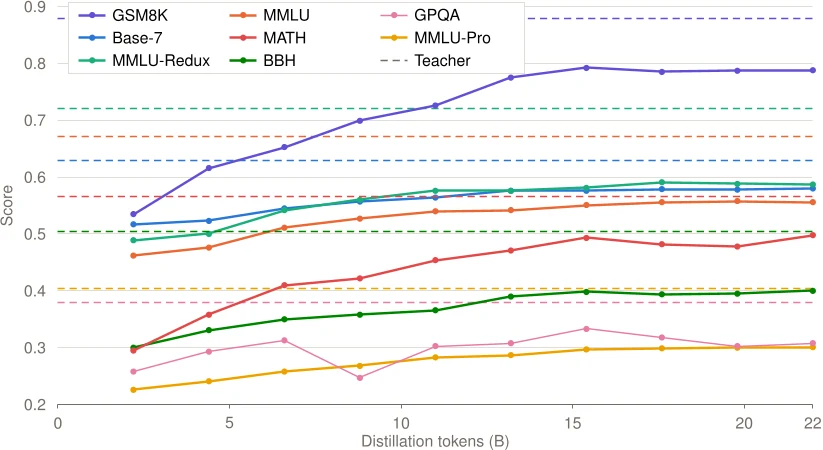 0.9
GSM8K MMLU GPQA
Base-7 MATH MMLU-Pro
MMLU-Redux BBH Teacher
0.8
0.7
0.6
0.5
0.4
0.3
0.2
Score
0 5 10 15 20 22
Distillation tokens (B)